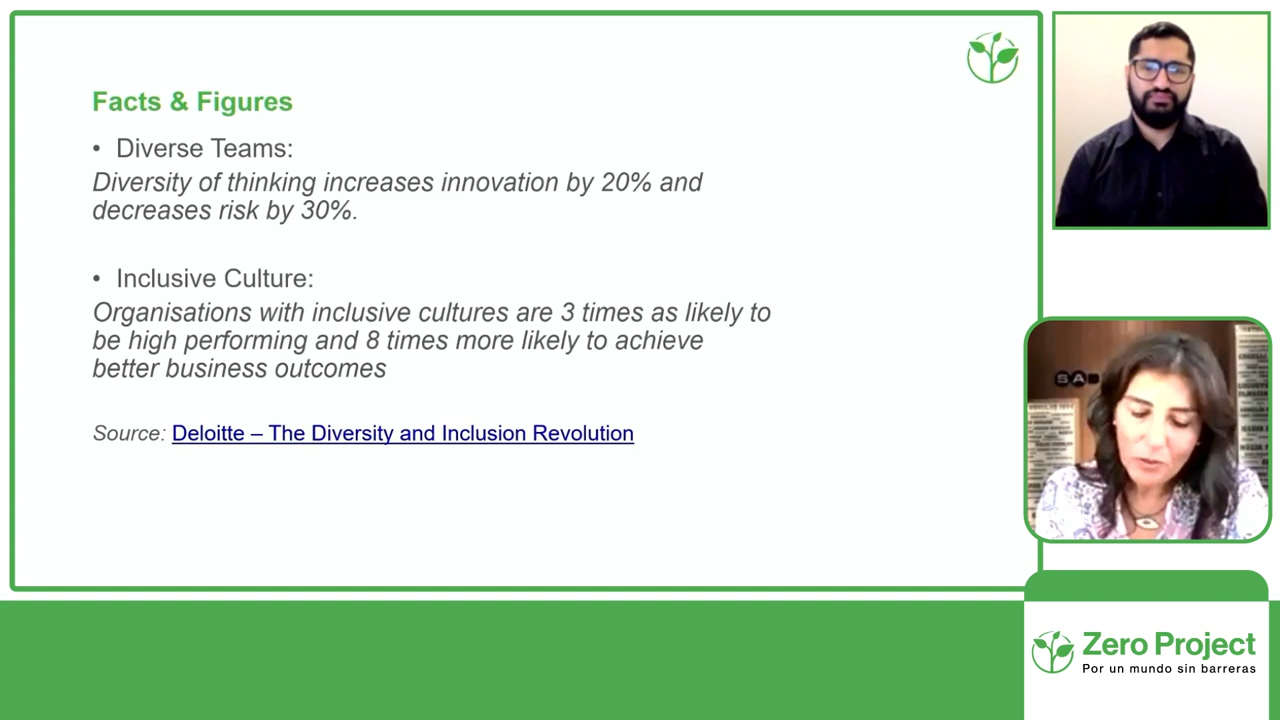 Facts & Figures
• Diverse Teams:
Diversity of thinking increases innovation by 20% and
decreases risk by 30%.
• Inclusive Culture:
Organisations with inclusive cultures are 3 times as likely to
be high performing and 8 times more likely to achieve
better business outcomes
Source: Deloitte – The Diversity and Inclusion Revolution
Zero Project
Por un mundo sin barreras